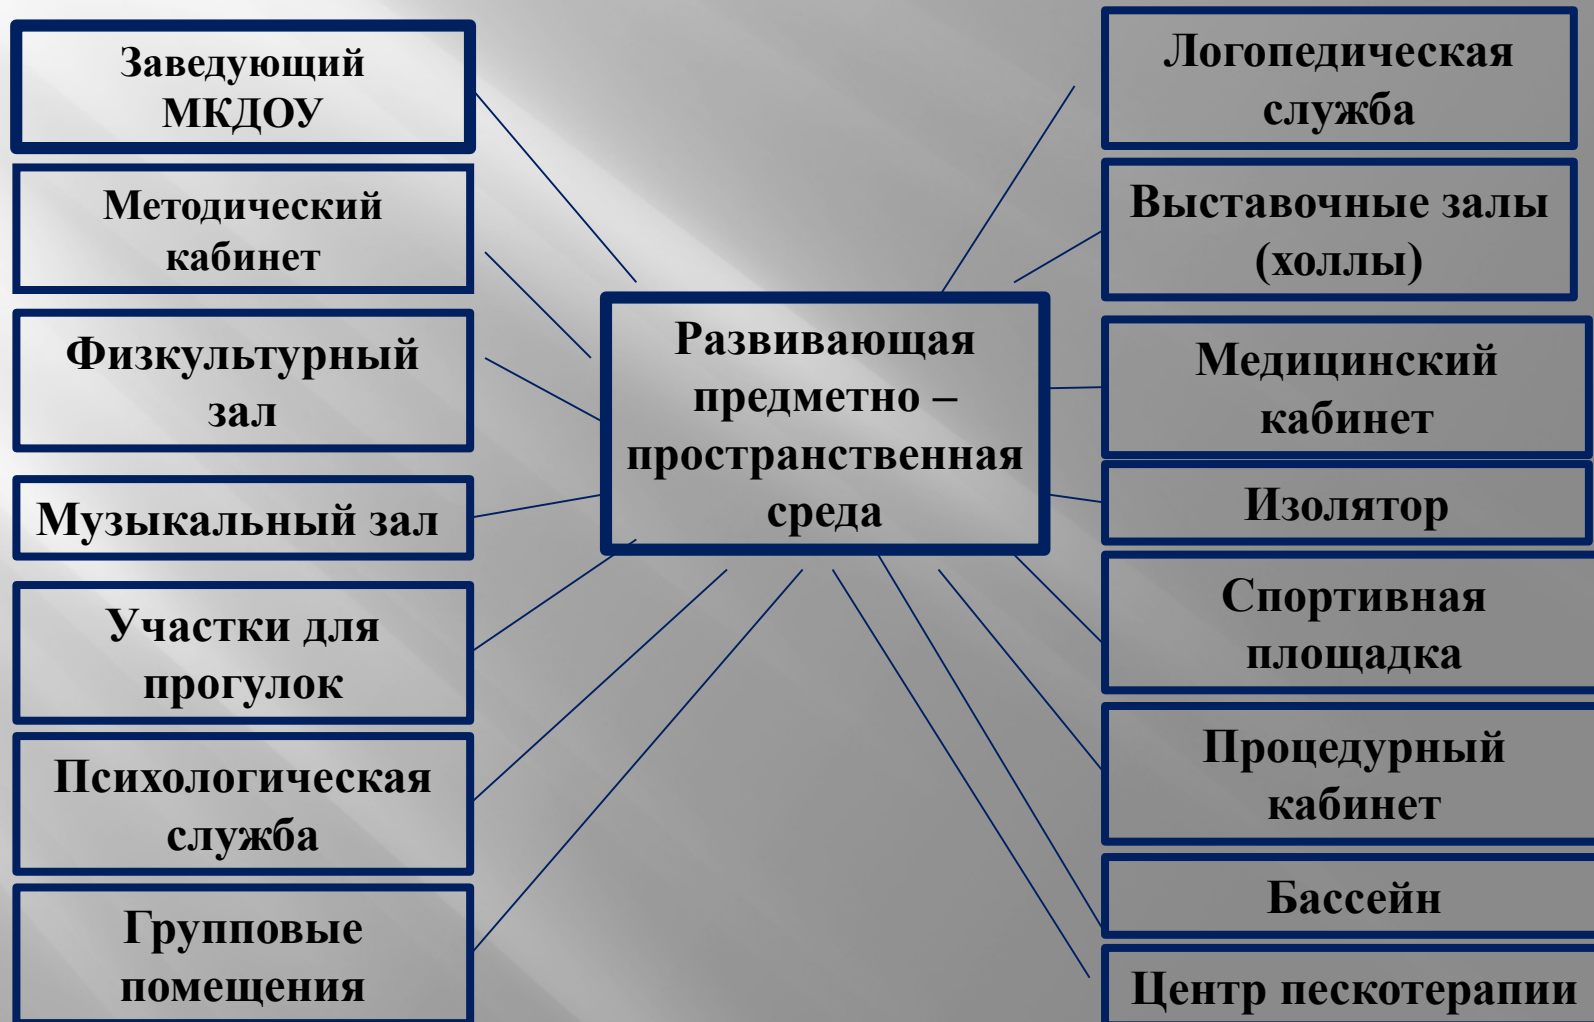 Заведующий
МКДОУ
Методический
кабинет
Физкультурный
зал
Музыкальный зал
Участки для
прогулок
Психологическая
служба
Групповые
помещения
Развивающая
предметно –
пространственная
среда
Логопедическая
служба
Выставочные залы
(холлы)
Медицинский
кабинет
Изолятор
Спортивная
площадка
Процедурный
кабинет
Бассейн
Центр пескотерапии